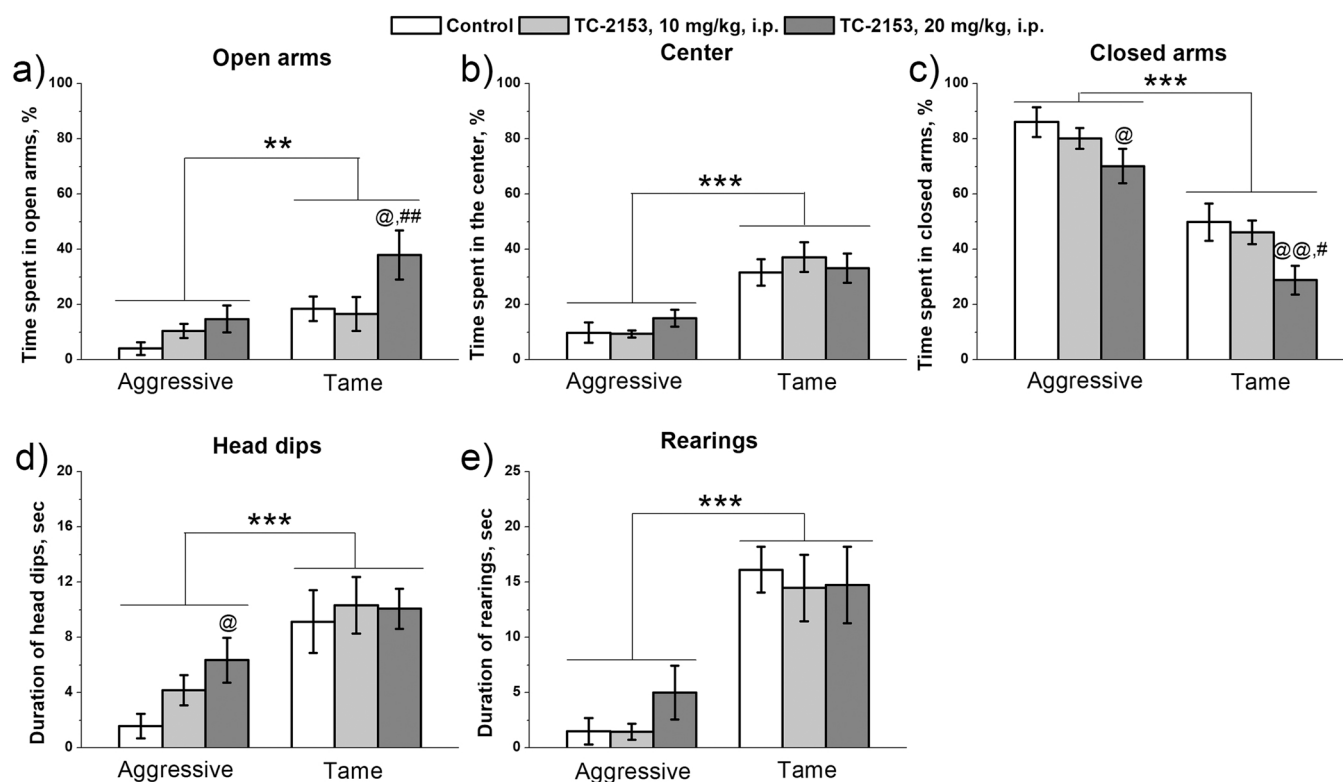 Control TC-2153, 10 mg/kg, i.p. TC-2153, 20 mg/kg, i.p.
a) Open arms
Time spent in open arms, %
100
80
60
40
20
0
**
@,##
Aggressive Tame
b) Center
Time spent in the center, %
100
80
60
40
20
0
***
Aggressive Tame
c) Closed arms
Time spent in closed arms, %
100
80
60
40
20
0
***
@
@@,#
Aggressive Tame
d) Head dips
Duration of head dips, sec
20
16
12
8
4
0
***
@
Aggressive Tame
e) Rearings
Duration of rearings, sec
25
20
15
10
5
0
***
Aggressive Tame